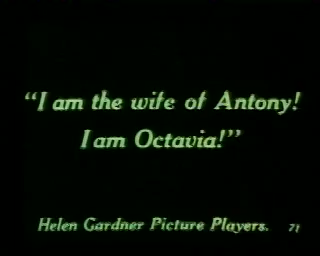 “I am the wife of Antony!
I am Octavia!”
Helen Gardner Picture Players. 71